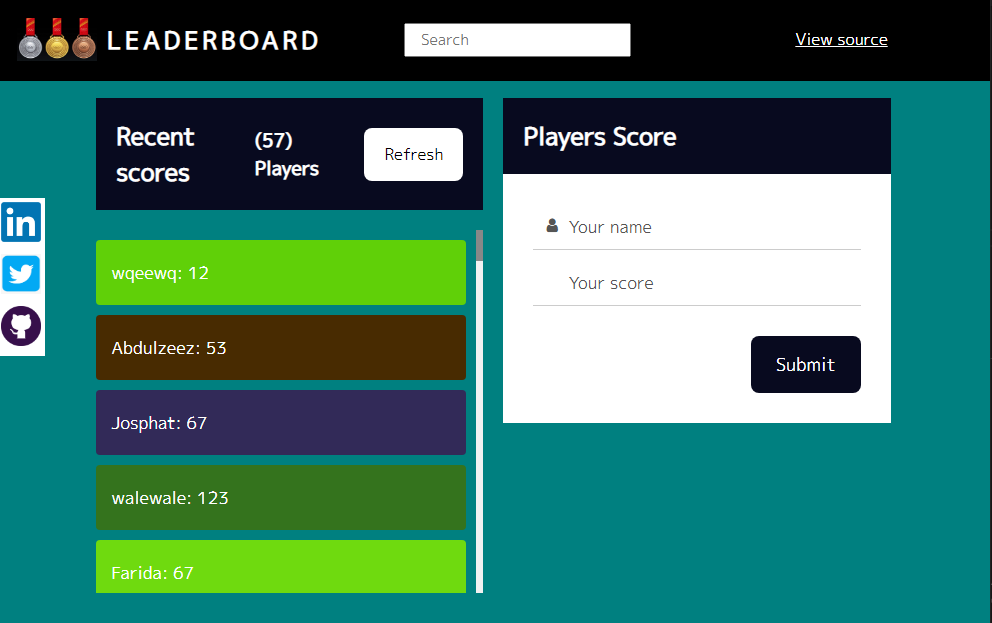 LEADERBOARD
Search
View source
Recent
scores
(57)
Players
Refresh
wqeewq: 12
Abdulzeez: 53
Josphat: 67
walewale: 123
Farida: 67
Players Score
Your name
Your score
Submit
in